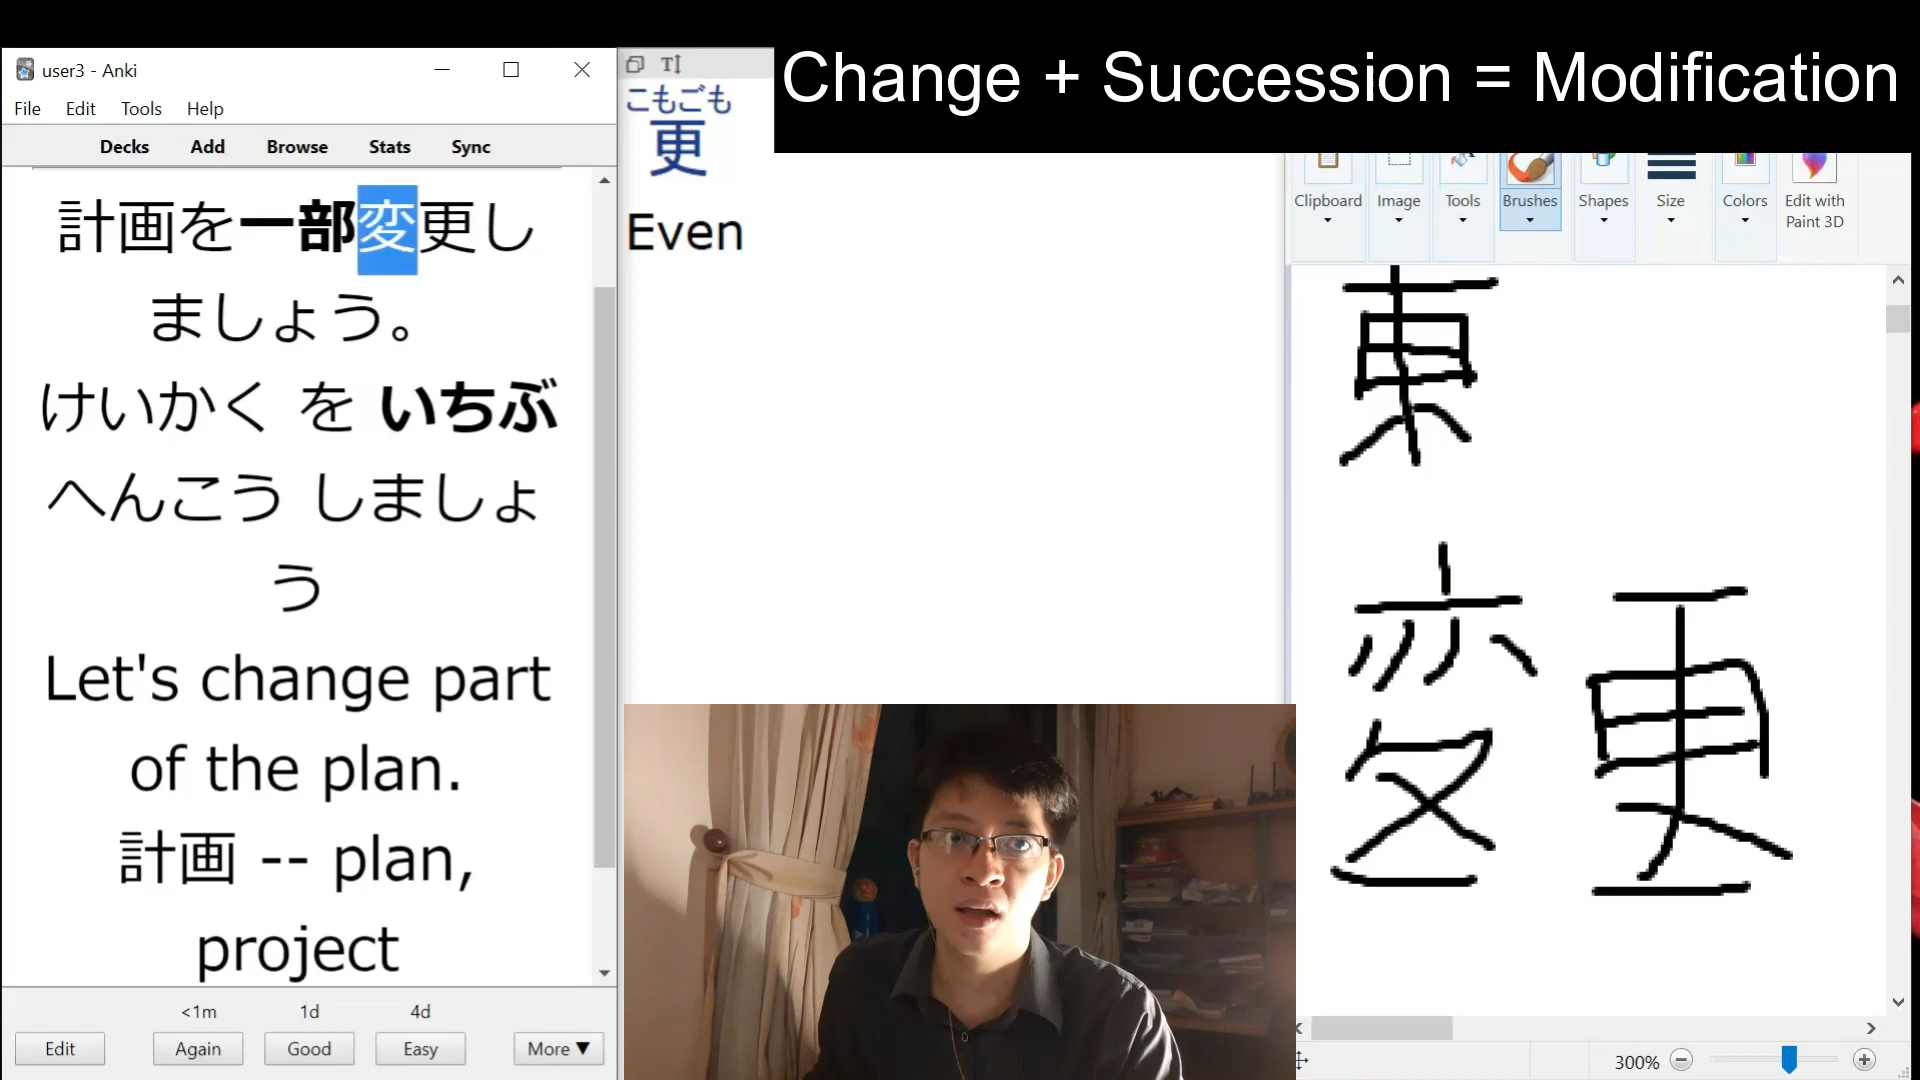 Change + Succession = Modification
user3 - Anki
File Edit Tools Help
Decks Add Browse Stats Sync
計画を一部変更し
ましょう。
けいかく を いちぶ
へんこう しましょ
う
Let's change part
of the plan.
計画 -- plan,
project
<1m 1d 4d
Edit Again Good Easy More ▼
こもごも
更
Even
Clipboard Image Tools Brushes Shapes Size Colors Edit with
Paint 3D
東
変 更
300%